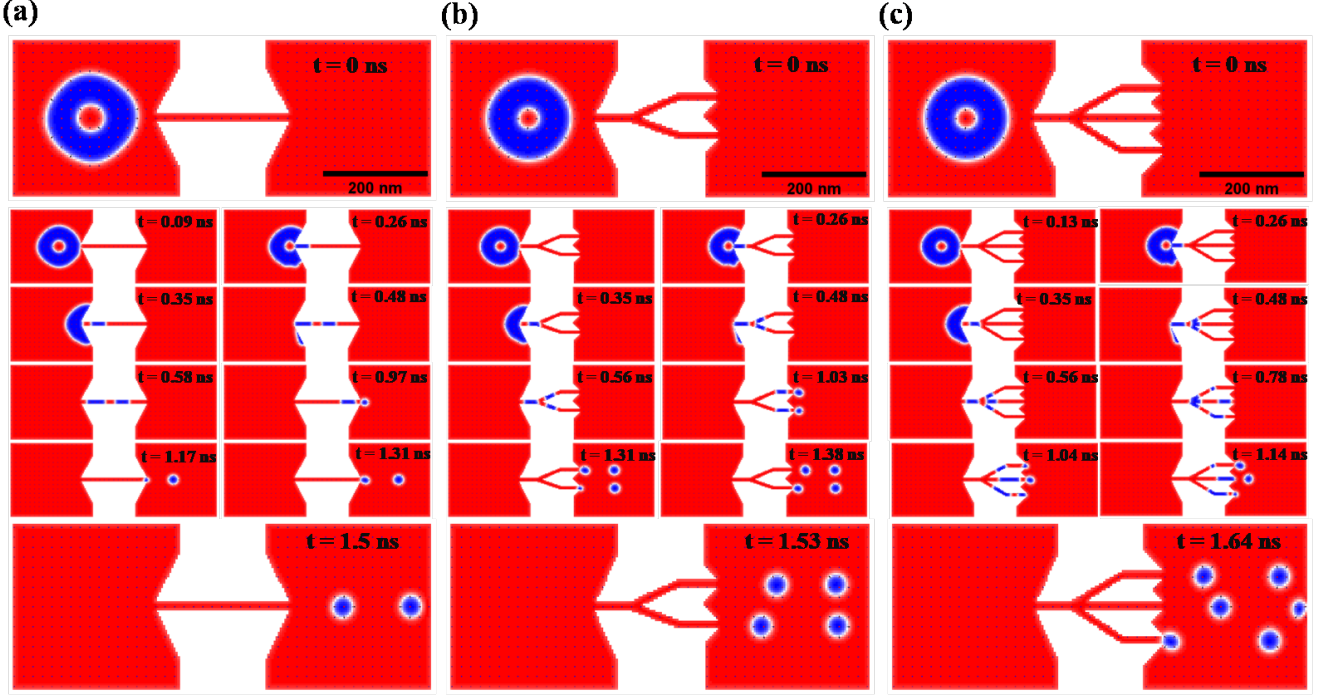 (a)
(b)
(c)
t = 0 ns
t = 0 ns
t = 0 ns
200 nm
200 nm
200 nm
t = 0.09 ns
t = 0.26 ns
0.26 ns
t = 0.13 ns
t = 0.26 ns
t = 0.35 ns
t = 0.48 ns
t = 0.35 ns
t = 0.48 ns
t = 0.35 ns
t = 0.48 ns
t = 0.58 ns
t = 0.97 ns
t = 0.56 ns
t = 1.03 ns
t = 0.56 ns
t = 0.78 ns
t = 1.17 ns
t = 1.31 ns
t = 1.31 ns
t = 1.38 ns
t = 1.04 ns
t = 1.14 ns
t = 1.5 ns
t = 1.53 ns
t = 1.64 ns